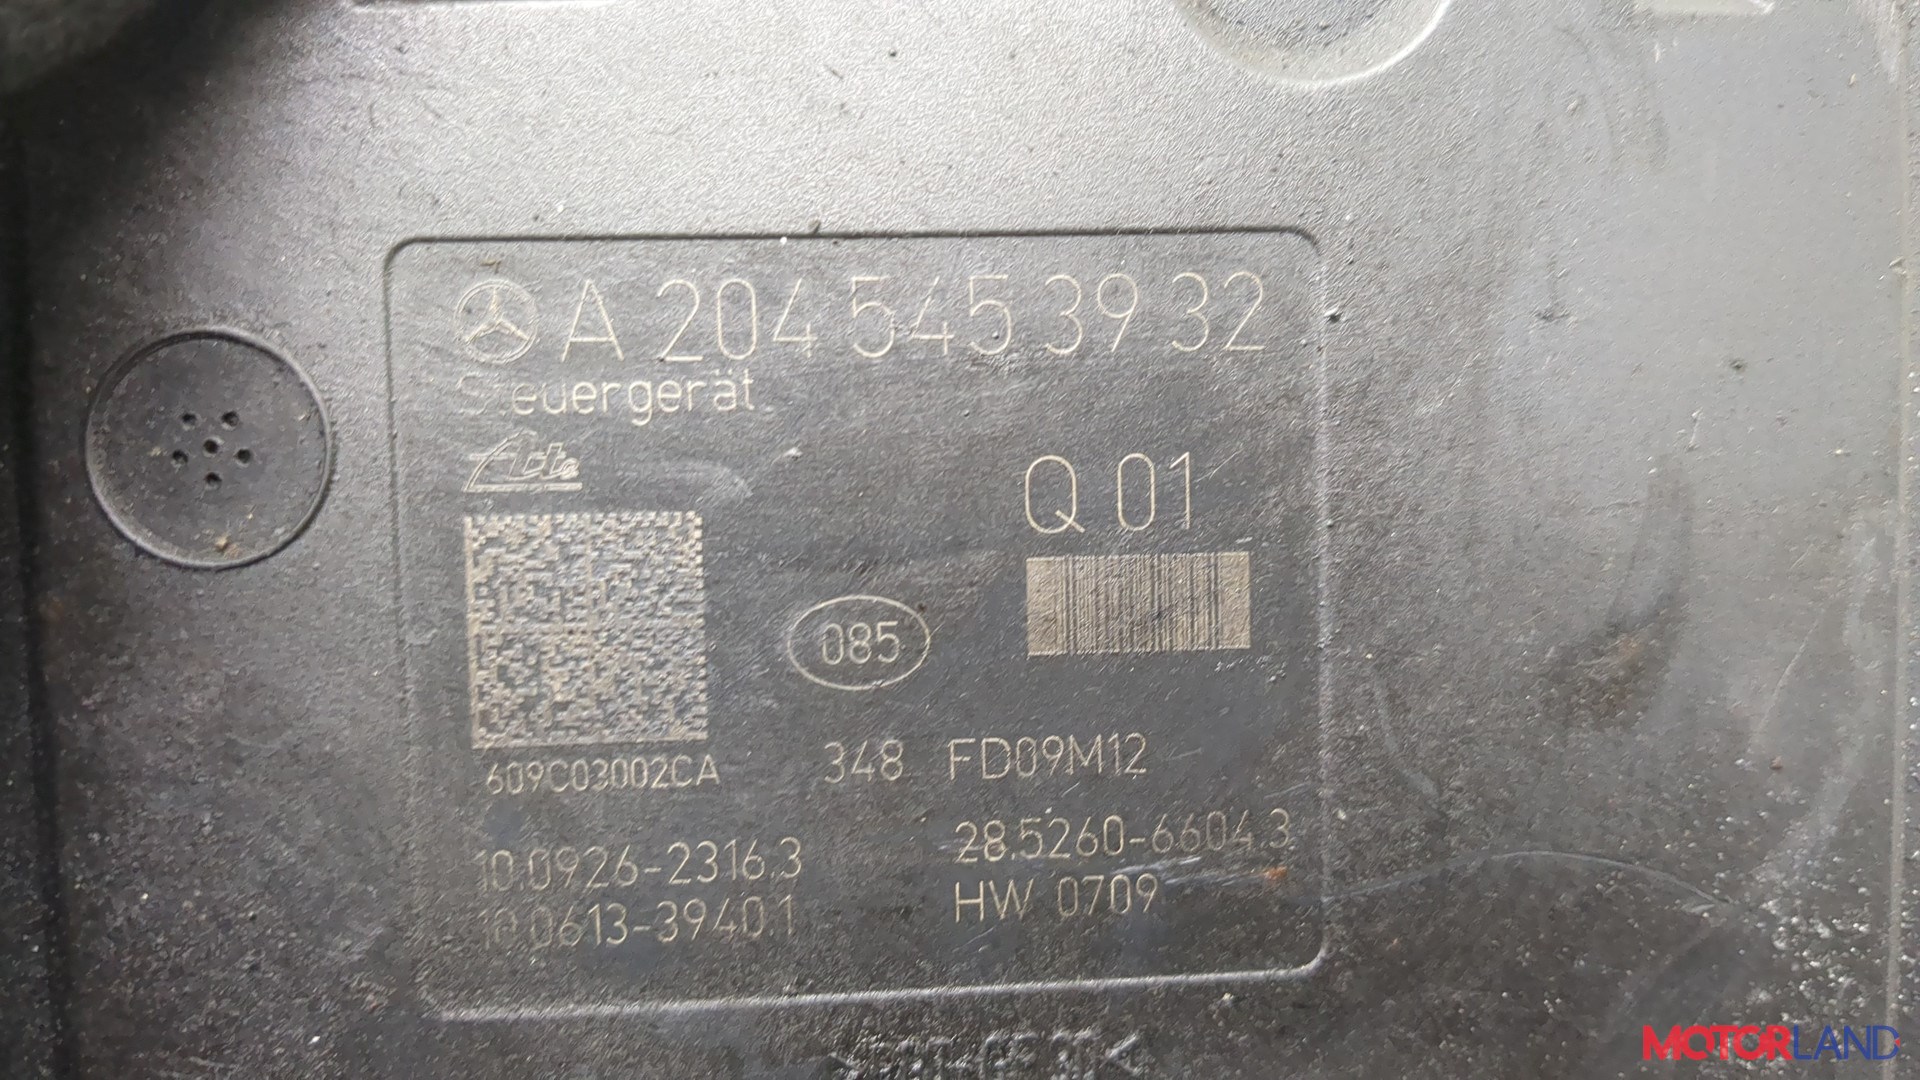 A 204 545 39 32
Steuergerät
Ate
Q 01
085
609C03002CA
348 FD09M12
10.0926-2316.3
28.5260-6604.3
10.0613-3940.1
HW 0709
MOTORLAND